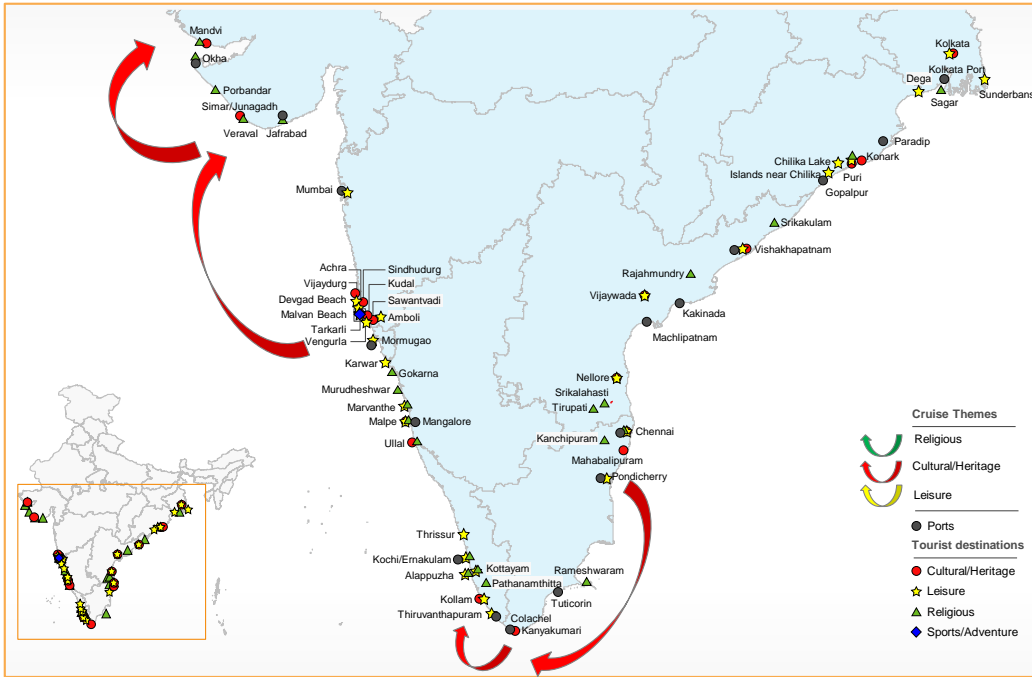 Mandvi
Okha
Porbandar
Simar/Junagadh
Veraval
Jafrabad
Mumbai
Achra
Sindhudurg
Vijaydurg
Kudal
Devgad Beach
Sawantvadi
Malvan Beach
Amboli
Tarkarli
Vengurla
Mormugao
Karwar
Gokarna
Murudheshwar
Marvanthe
Malpe
Mangalore
Ullal
Thrissur
Kochi/Ernakulam
Kottayam
Alappuzha
Pathanamthitta
Kollam
Thiruvanthapuram
Colachel
Kanyakumari
Tuticorin
Rameshwaram
Kolkata
Kolkata Port
Dega
Sagar
Sunderbans
Paradip
Chilika Lake
Konark
Islands near Chilika
Puri
Gopalpur
Srikakulam
Vishakhapatnam
Rajahmundry
Vijaywada
Kakinada
Machlipatnam
Nellore
Srikalahasti
Tirupati
Chennai
Kanchipuram
Mahabalipuram
Pondicherry
Cruise Themes
Religious
Cultural/Heritage
Leisure
Ports
Tourist destinations
Cultural/Heritage
Leisure
Religious
Sports/Adventure